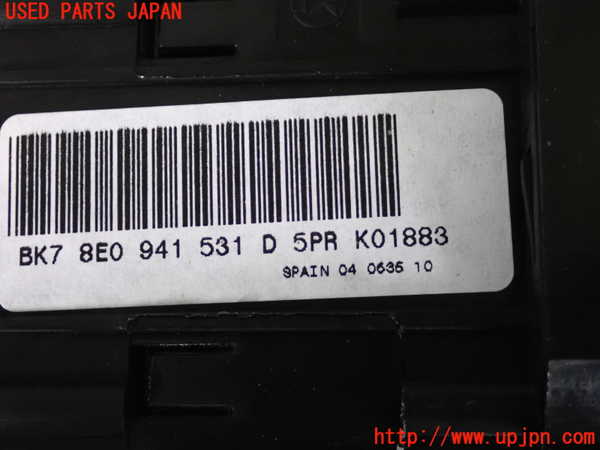 USED PARTS JAPAN
BK7 8E0 941 531 D 5PR K01883
SPAIN 04 0635 10
http://www.upjpn.com/